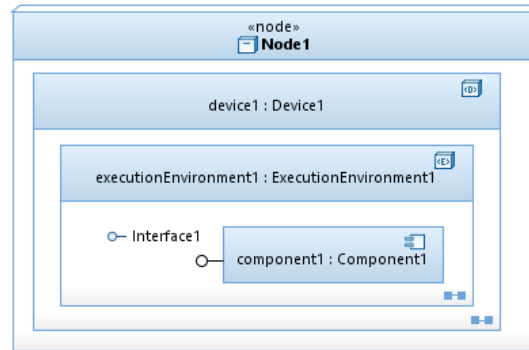 «node»
Node1
device1 : Device1
executionEnvironment1 : ExecutionEnvironment1
Interface1
component1 : Component1